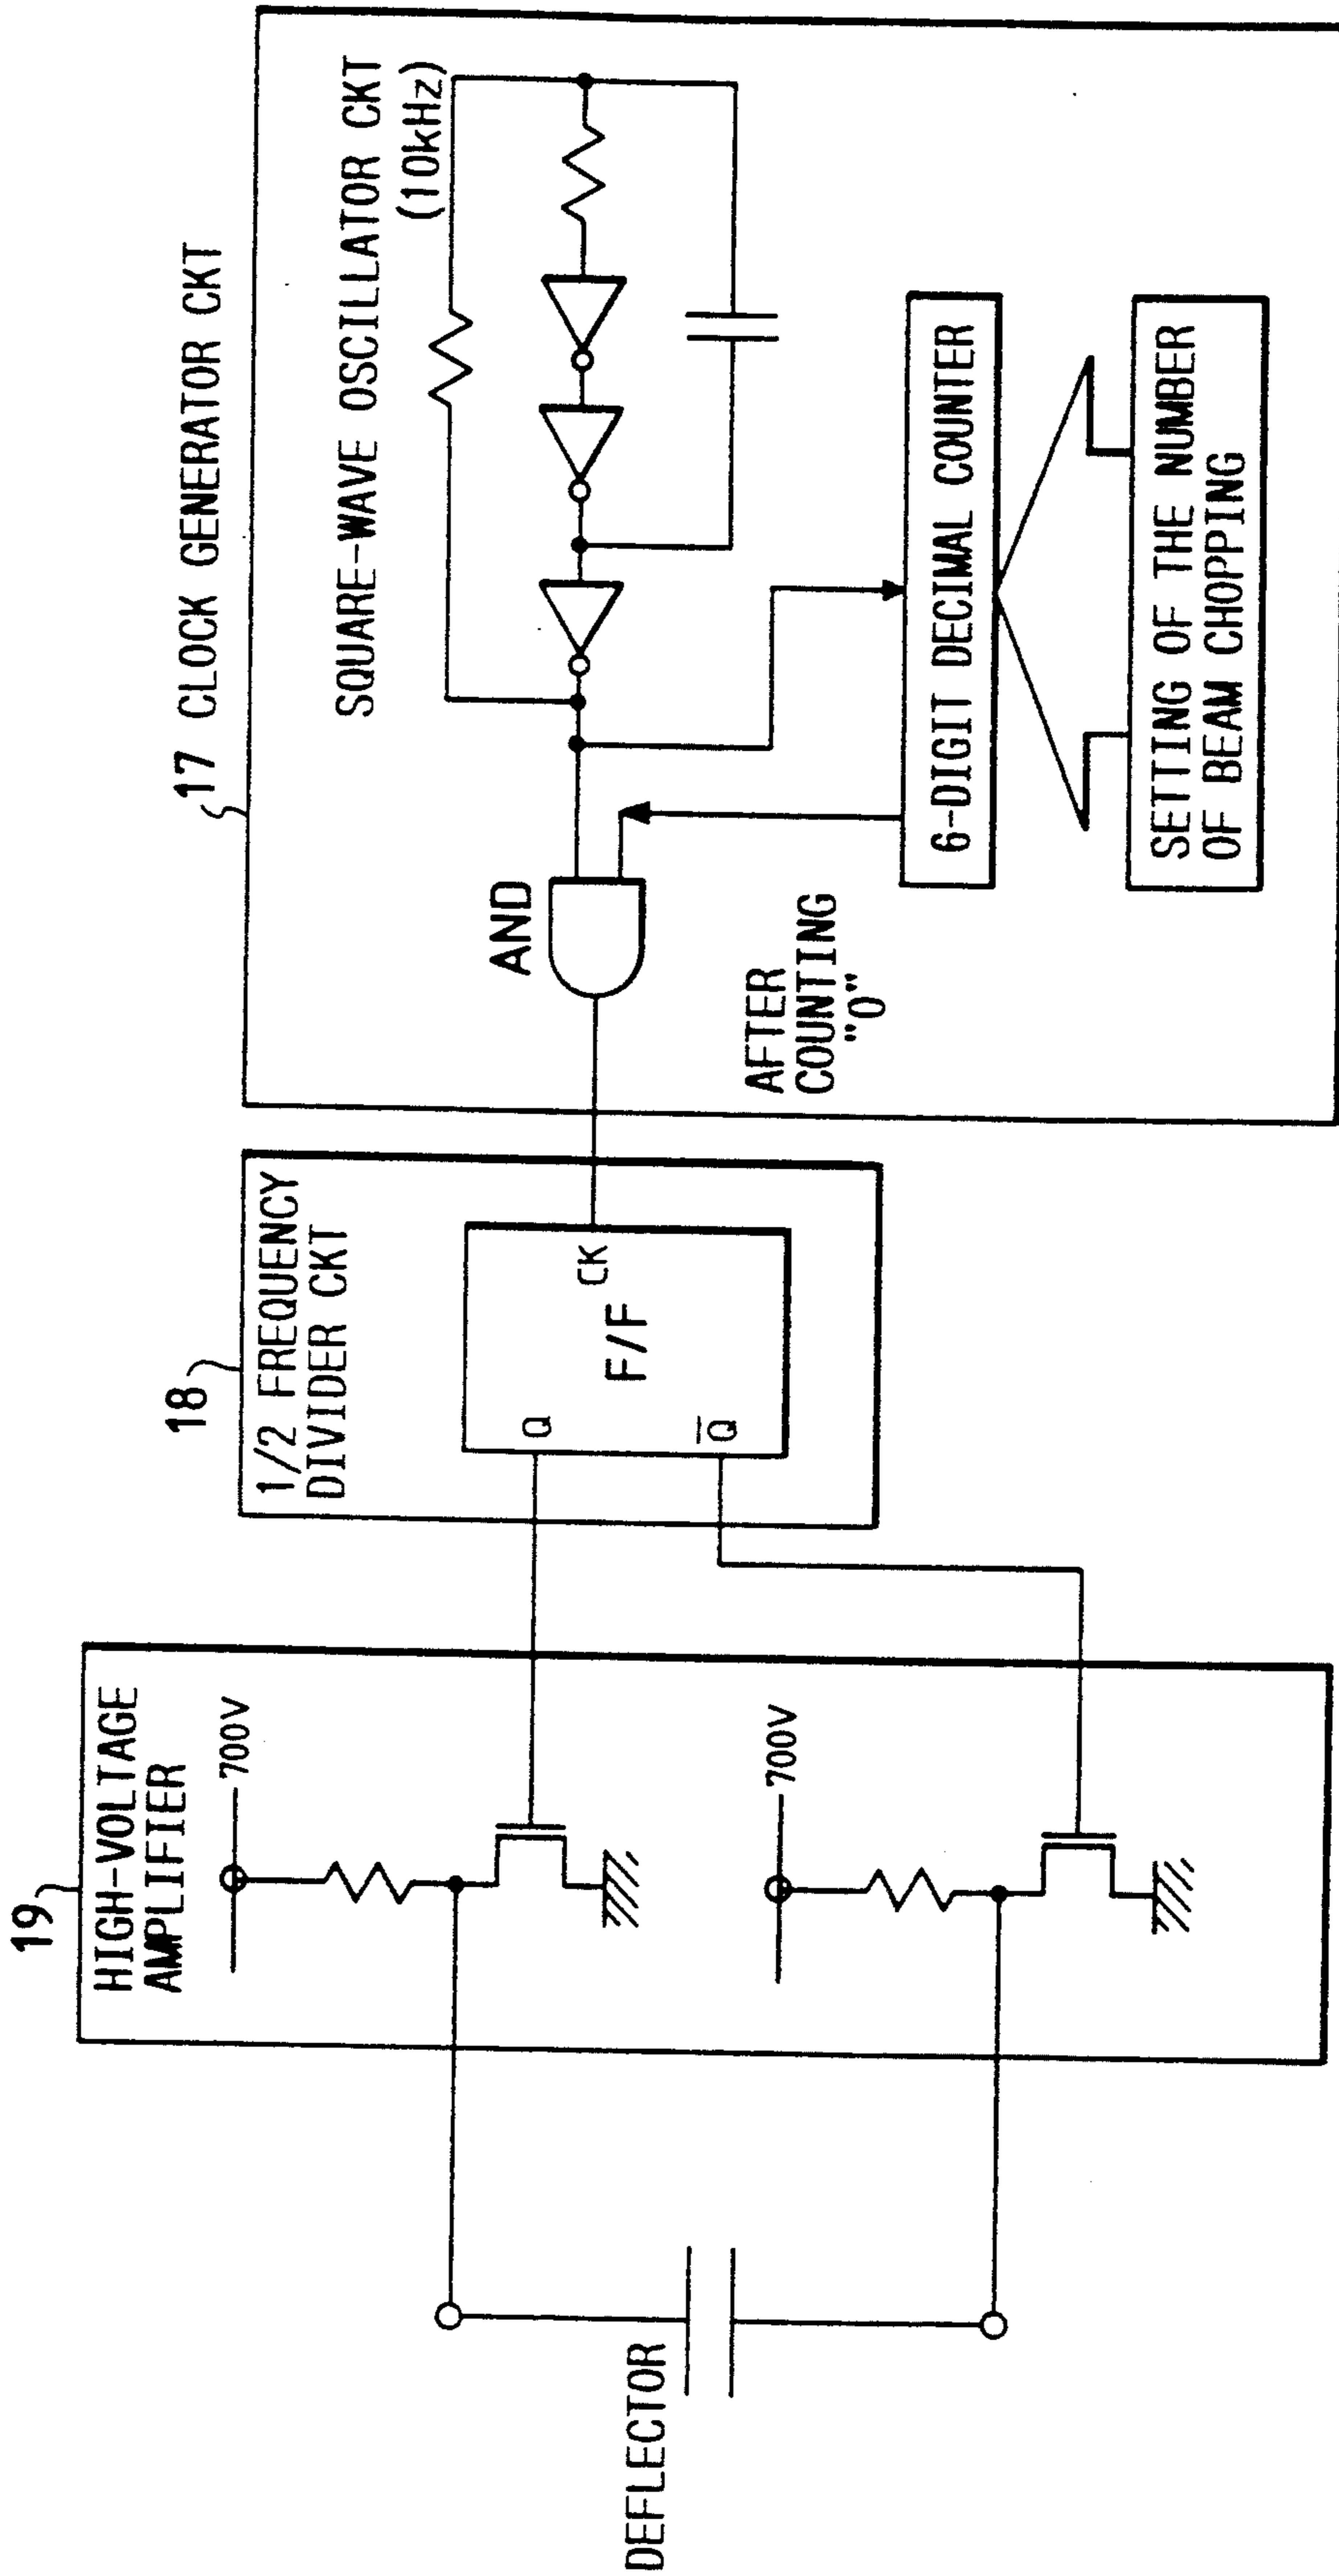 19
HIGH-VOLTAGE
AMPLIFIER
700V
700V
DEFLECTOR
18
1/2 FREQUENCY
DIVIDER CKT
Q
Q̅
CK
F/F
17 CLOCK GENERATOR CKT
SQUARE-WAVE OSCILLATOR CKT
(10kHz)
AND
AFTER
COUNTING
"0"
6-DIGIT DECIMAL COUNTER
SETTING OF THE NUMBER
OF BEAM CHOPPING